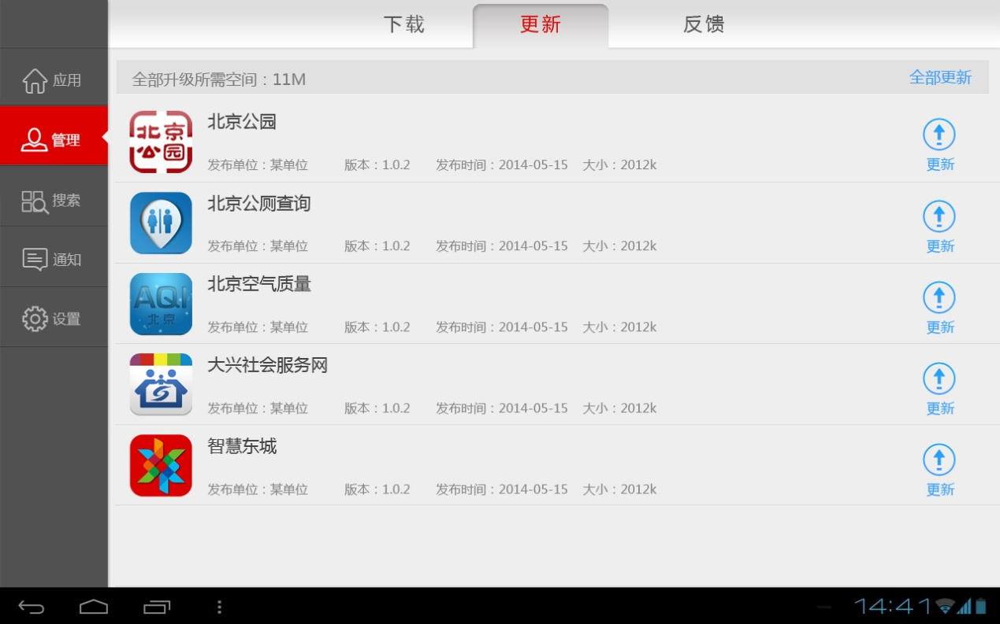 下载 更新 反馈
应用
管理
搜索
通知
设置
全部升级所需空间：11M 全部更新
北京公园
北京公园
发布单位：某单位 版本：1.0.2 发布时间：2014-05-15 大小：2012k 更新
北京公厕查询
发布单位：某单位 版本：1.0.2 发布时间：2014-05-15 大小：2012k 更新
AQI
北京
北京空气质量
发布单位：某单位 版本：1.0.2 发布时间：2014-05-15 大小：2012k 更新
大兴社会服务网
发布单位：某单位 版本：1.0.2 发布时间：2014-05-15 大小：2012k 更新
智慧东城
发布单位：某单位 版本：1.0.2 发布时间：2014-05-15 大小：2012k 更新
14:41